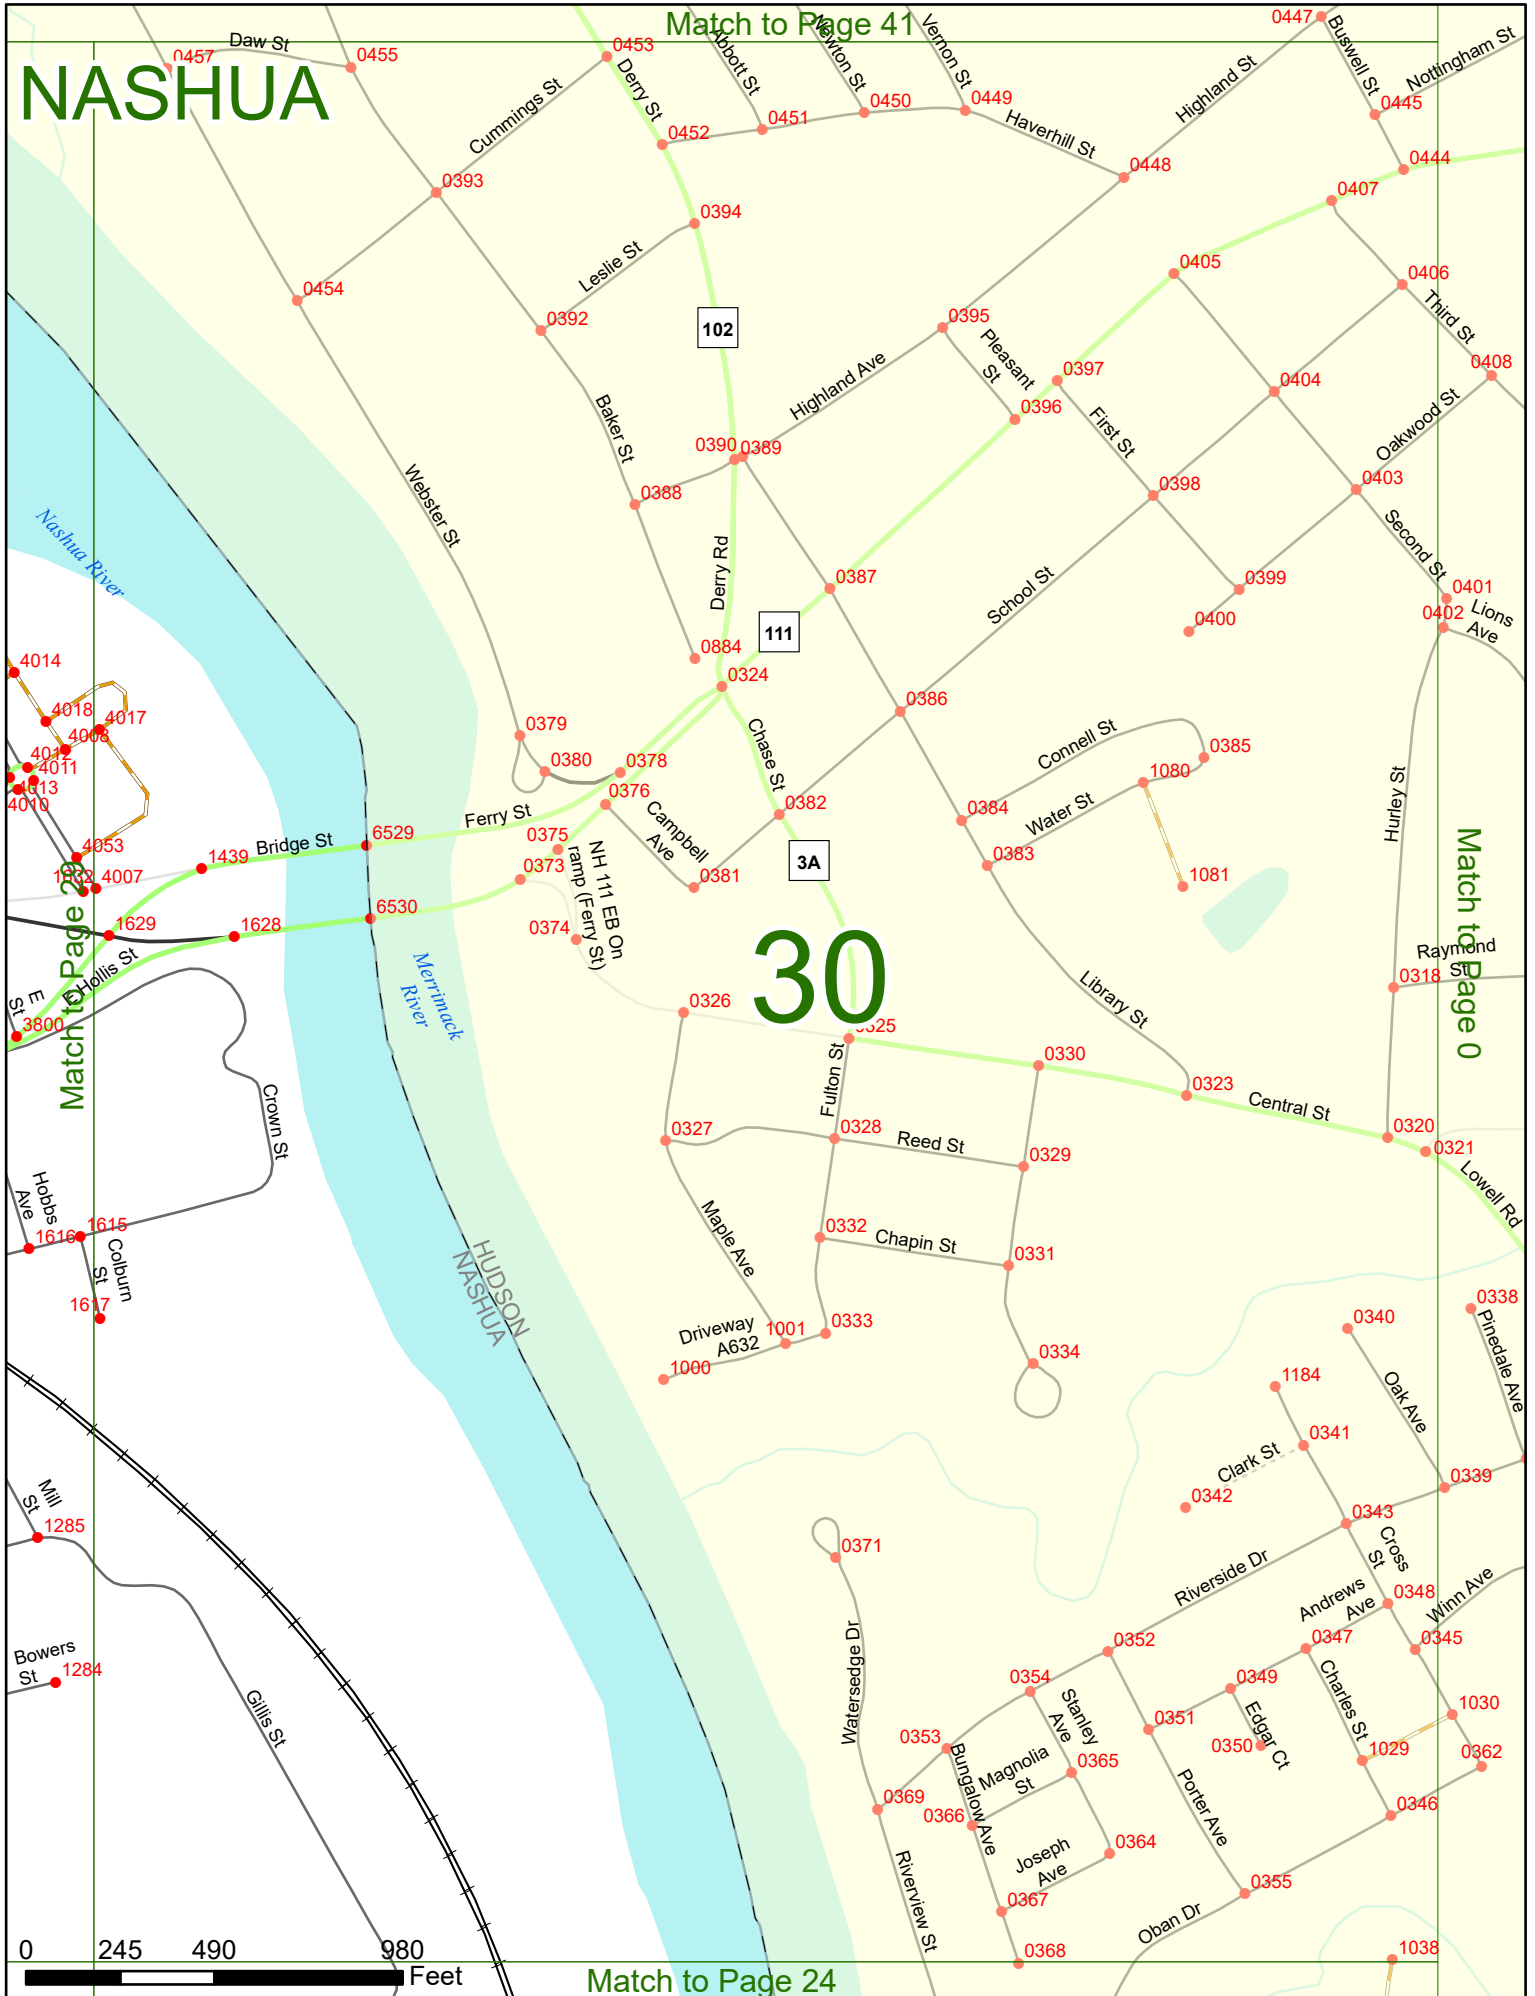 Match to Page 41
0447
Buswell St
Nottingham St
0457
Daw St
0455
0453
Abbott St
Newton St
Vernon St
NASHUA
Derry St
Cummings St
0452
0451
0450
0449
Haverhill St
Highland St
0445
0448
0444
0393
0407
0394
Leslie St
0405
0406
0454
0392
102
0395
Third St
Pleasant
St
0397
0408
Highland Ave
0404
Baker St
0396
First St
Oakwood St
0390
0389
Webster St
0388
0398
0403
Second St
Nashua River
Derry Rd
0387
School St
0399
0401
0402
Lions
Ave
111
0400
4014
0884
0324
4018
4017
4008
0379
Chase St
0386
Connell St
0385
4012
4011
4013
4010
0380
0378
1080
0376
Campbell
Ave
0382
0384
Water St
Hurley St
Ferry St
6529
Bridge St
4053
1439
0375
NH 111 EB On
ramp (Ferry St)
0373
3A
0383
Match to Page 0
1032
4007
0381
1081
6530
Match to Page 29
1629
1628
0374
30
E Hollis St
Merrimack
River
Raymond
St
0318
E
St
3800
0326
Library St
0325
0330
Fulton St
0323
Central St
Crown St
0327
0328
Reed St
0320
0321
0329
Lowell Rd
Hobbs
Ave
1616
1615
Maple Ave
0332
Chapin St
Colburn
St
HUDSON
NASHUA
0331
1617
0338
Pinedale Ave
Driveway
A632
1001
0333
0340
1000
0334
1184
Oak Ave
0341
Clark St
0339
Mill
St
0342
0343
1285
Cross
St
0371
Riverside Dr
Andrews
Ave
0348
Winn Ave
Bowers
St
1284
Watersedge Dr
0352
0347
0345
0354
0349
Charles St
Gillis St
Stanley
Ave
0351
Edgar Ct
1030
0353
0350
Bungalow Ave
Magnolia
St
0365
1029
0362
Porter Ave
0369
0366
0346
Riverview St
Joseph
Ave
0364
0355
0367
Oban Dr
0 245 490 980
Feet
0368
1038
Match to Page 24